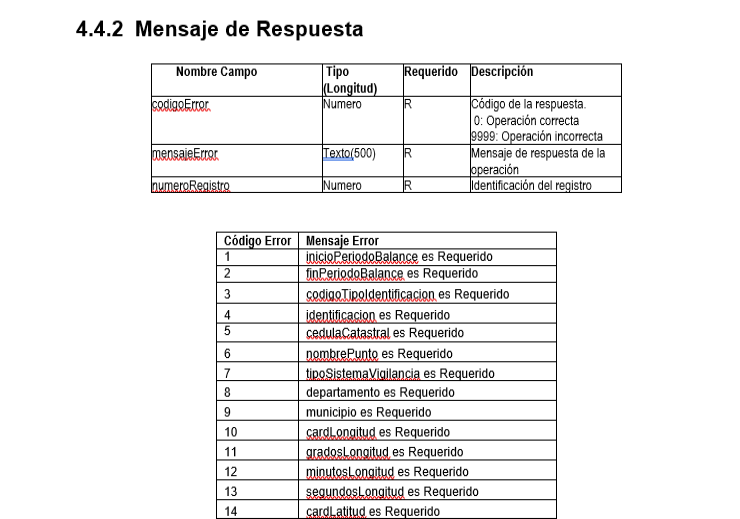 4.4.2 Mensaje de Respuesta
Nombre Campo Tipo (Longitud) Requerido Descripción
codigoError Numero R Código de la respuesta.
0: Operación correcta
9999: Operación incorrecta
mensajeError Texto(500) R Mensaje de respuesta de la
operación
numeroRegistro Numero R Identificación del registro
Código Error Mensaje Error
1 inicioPeriodoBalance es Requerido
2 finPeriodoBalance es Requerido
3 codigoTipoIdentificacion es Requerido
4 identificacion es Requerido
5 cedulaCatastral es Requerido
6 nombrePunto es Requerido
7 tipoSistemaVigilancia es Requerido
8 departamento es Requerido
9 municipio es Requerido
10 cardLongitud es Requerido
11 gradosLongitud es Requerido
12 minutosLongitud es Requerido
13 segundosLongitud es Requerido
14 cardLatitud es Requerido